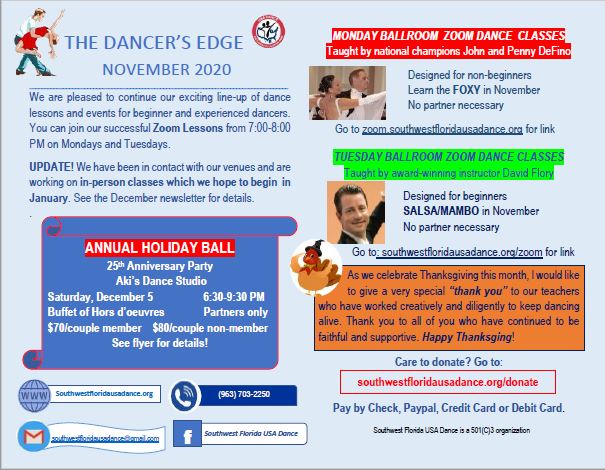 THE DANCER'S EDGE
NOVEMBER 2020
We are pleased to continue our exciting line-up of dance
lessons and events for beginner and experienced dancers.
You can join our successful Zoom Lessons from 7:00-8:00
PM on Mondays and Tuesdays.
UPDATE! We have been in contact with our venues and are
working on in-person classes which we hope to begin in
January. See the December newsletter for details.
.
ANNUAL HOLIDAY BALL
25th Anniversary Party
Aki's Dance Studio
Saturday, December 5 6:30-9:30 PM
Buffet of Hors d'oeuvres Partners only
$70/couple member $80/couple non-member
See flyer for details!
WWW
Southwestfloridausadance.org
(963) 703-2250
southwestfloridausadance@gmail.com
f
Southwest Florida USA Dance
MONDAY BALLROOM ZOOM DANCE CLASSES
Taught by national champions John and Penny DeFino
Designed for non-beginners
Learn the FOXY in November
No partner necessary
Go to zoom.southwestfloridausadance.org for link
TUESDAY BALLROOM ZOOM DANCE CLASSES
Taught by award-winning instructor David Flory
Designed for beginners
SALSA/MAMBO in November
No partner necessary
Go to: southwestfloridausadance.org/zoom for link
As we celebrate Thanksgiving this month, I would like
to give a very special "thank you" to our teachers
who have worked creatively and diligently to keep dancing
alive. Thank you to all of you who have continued to be
faithful and supportive. Happy Thanksging!
Care to donate? Go to:
southwestfloridausadance.org/donate
Pay by Check, Paypal, Credit Card or Debit Card.
Southwest Florida USA Dance is a 501(C)3 organization